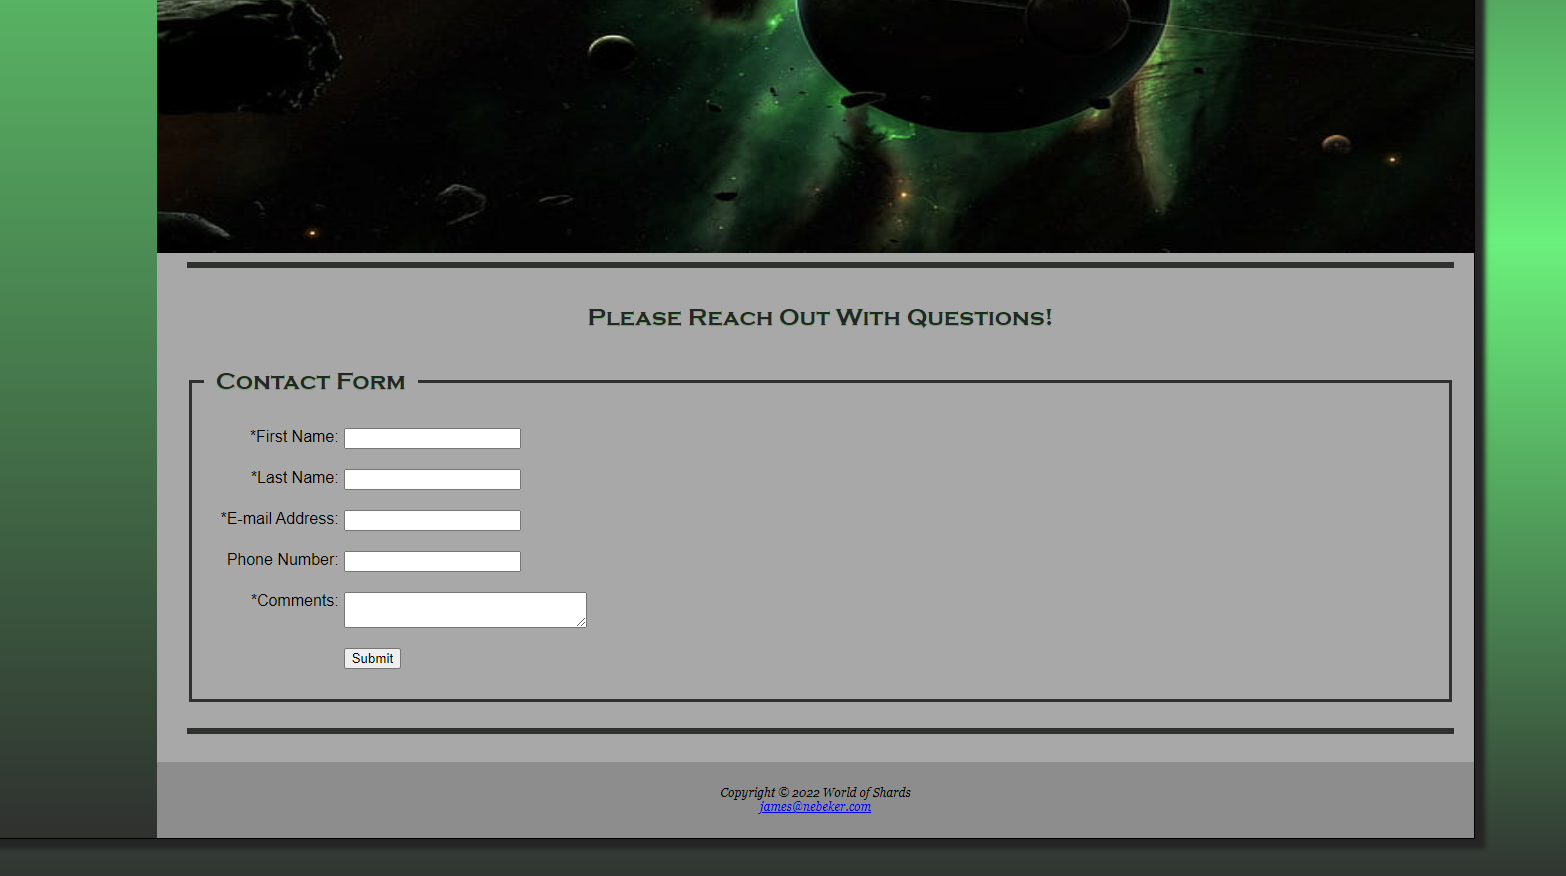 Please Reach Out With Questions!
Contact Form
*First Name:
*Last Name:
*E-mail Address:
Phone Number:
*Comments:
Submit
Copyright © 2022 World of Shards
james@nebeker.com